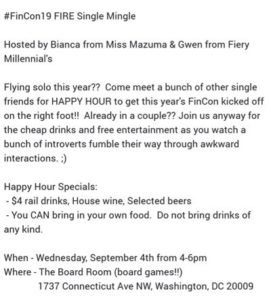 #FinCon19 FIRE Single Mingle
Hosted by Bianca from Miss Mazuma & Gwen from Fiery
Millennial's
Flying solo this year??  Come meet a bunch of other single
friends for HAPPY HOUR to get this year's FinCon kicked off
on the right foot!!  Already in a couple?? Join us anyway for
the cheap drinks and free entertainment as you watch a
bunch of introverts fumble their way through awkward
interactions. ;)
Happy Hour Specials:
- $4 rail drinks, House wine, Selected beers
- You CAN bring in your own food.  Do not bring drinks of
any kind.
When - Wednesday, September 4th from 4-6pm
Where - The Board Room (board games!!)
1737 Connecticut Ave NW, Washington, DC 20009